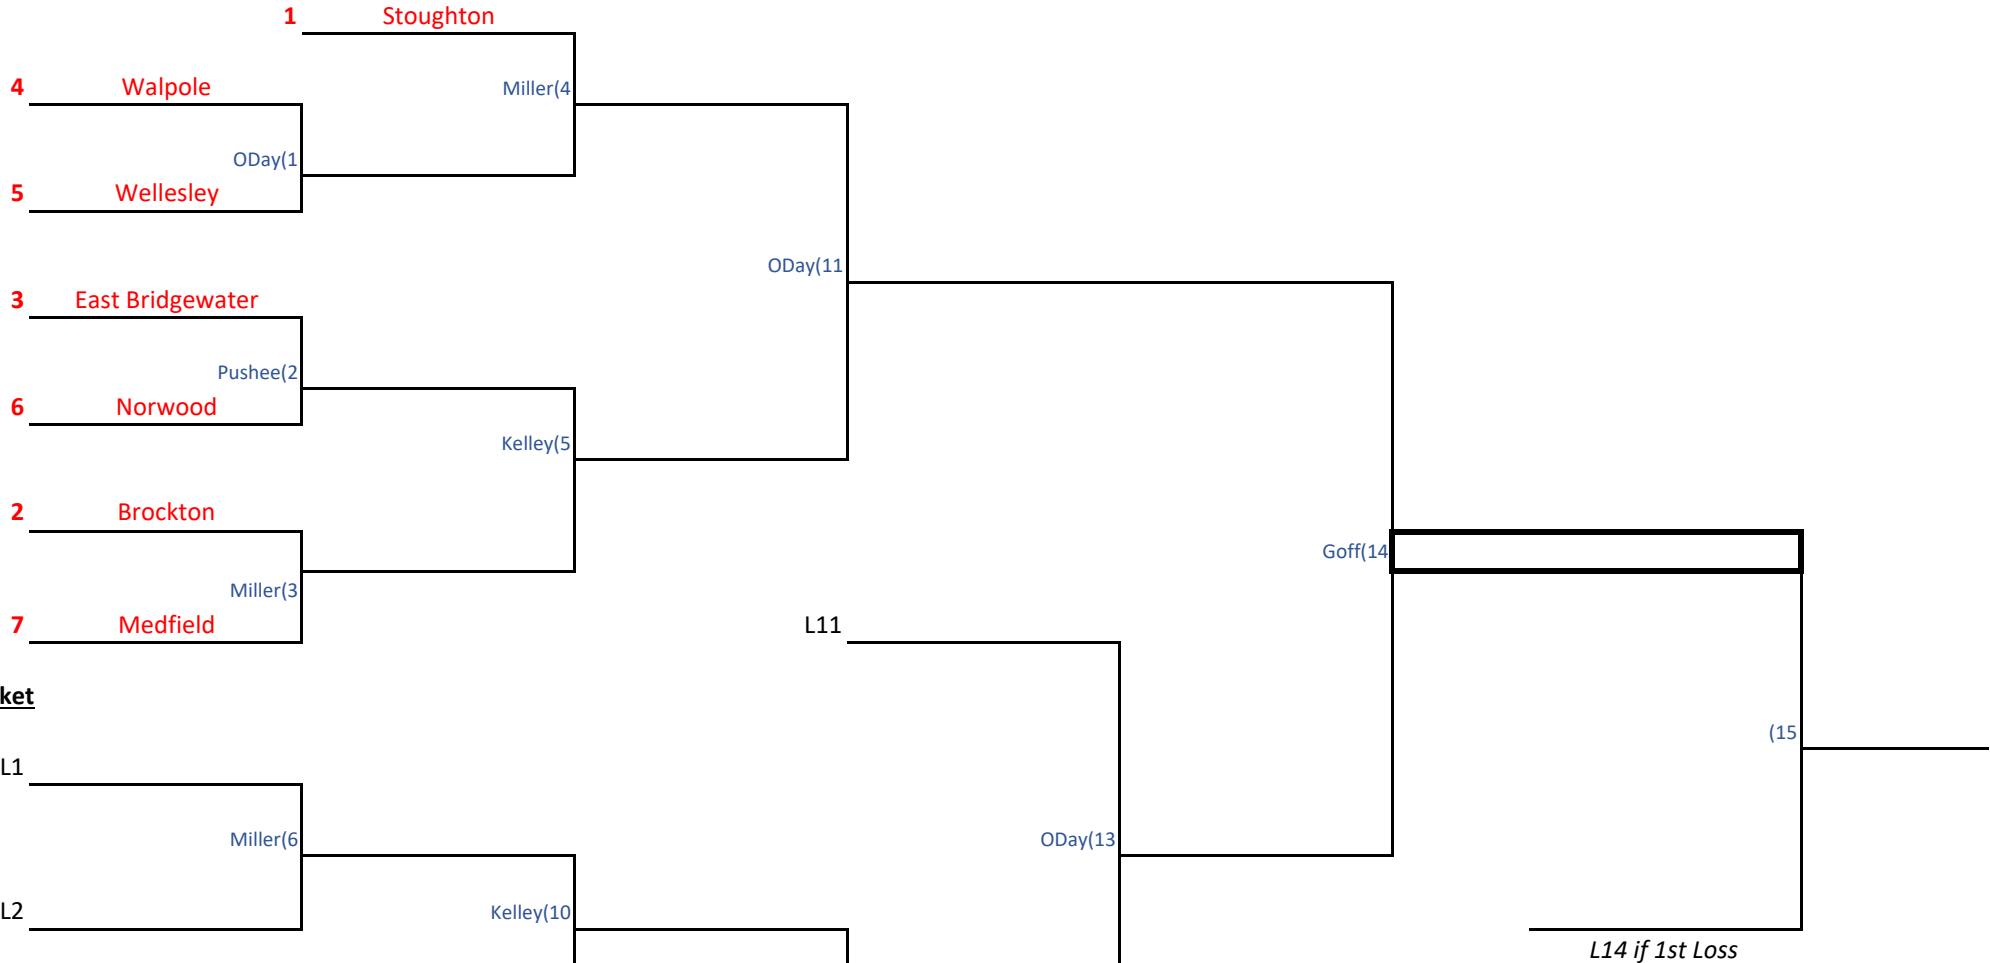 1 Stoughton
4 Walpole
Miller(4
ODay(1
5 Wellesley
ODay(11
3 East Bridgewater
Pushee(2
6 Norwood
Kelley(5
2 Brockton
Goff(14
Miller(3
7 Medfield
L11
ket
(15
L1
Miller(6
ODay(13
L2
Kelley(10
L14 if 1st Loss